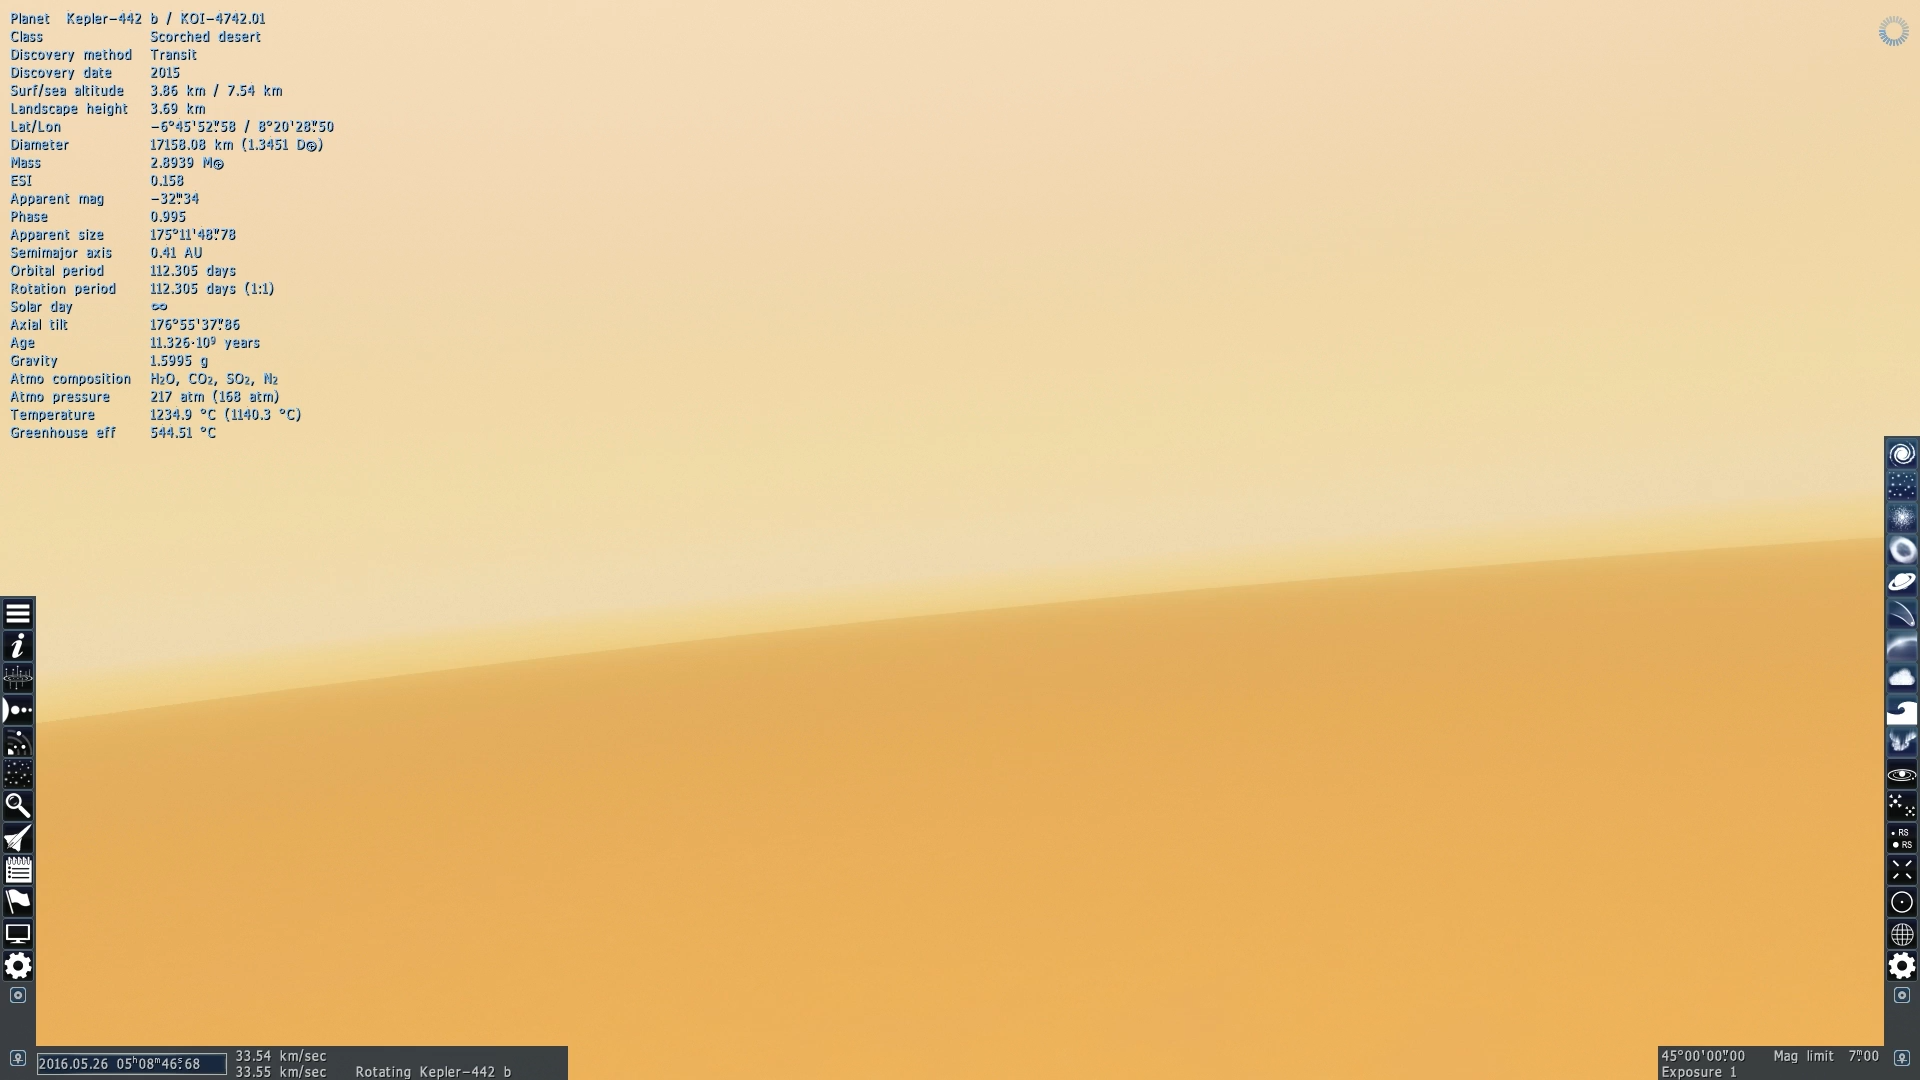 Planet Kepler-442 b / KOI-4742.01
Class Scorched desert
Discovery method Transit
Discovery date 2015
Surf/sea altitude 3.86 km / 7.54 km
Landscape height 3.69 km
Lat/Lon -6°45'52."58 / 8°20'28."50
Diameter 17158.08 km (1.3451 D⊕)
Mass 2.8939 M⊕
ESI 0.158
Apparent mag -32.ᵐ34
Phase 0.995
Apparent size 175°11'48."78
Semimajor axis 0.41 AU
Orbital period 112.305 days
Rotation period 112.305 days (1:1)
Solar day ∞
Axial tilt 176°55'37."86
Age 11.326·10⁹ years
Gravity 1.5995 g
Atmo composition H₂O, CO₂, SO₂, N₂
Atmo pressure 217 atm (168 atm)
Temperature 1234.9 °C (1140.3 °C)
Greenhouse eff 544.51 °C
RS
RS
2016.05.26 05ʰ08ᵐ46.ˢ68
33.54 km/sec
33.55 km/sec Rotating Kepler-442 b
45°00'00."00 Mag limit 7.ᵐ00
Exposure 1